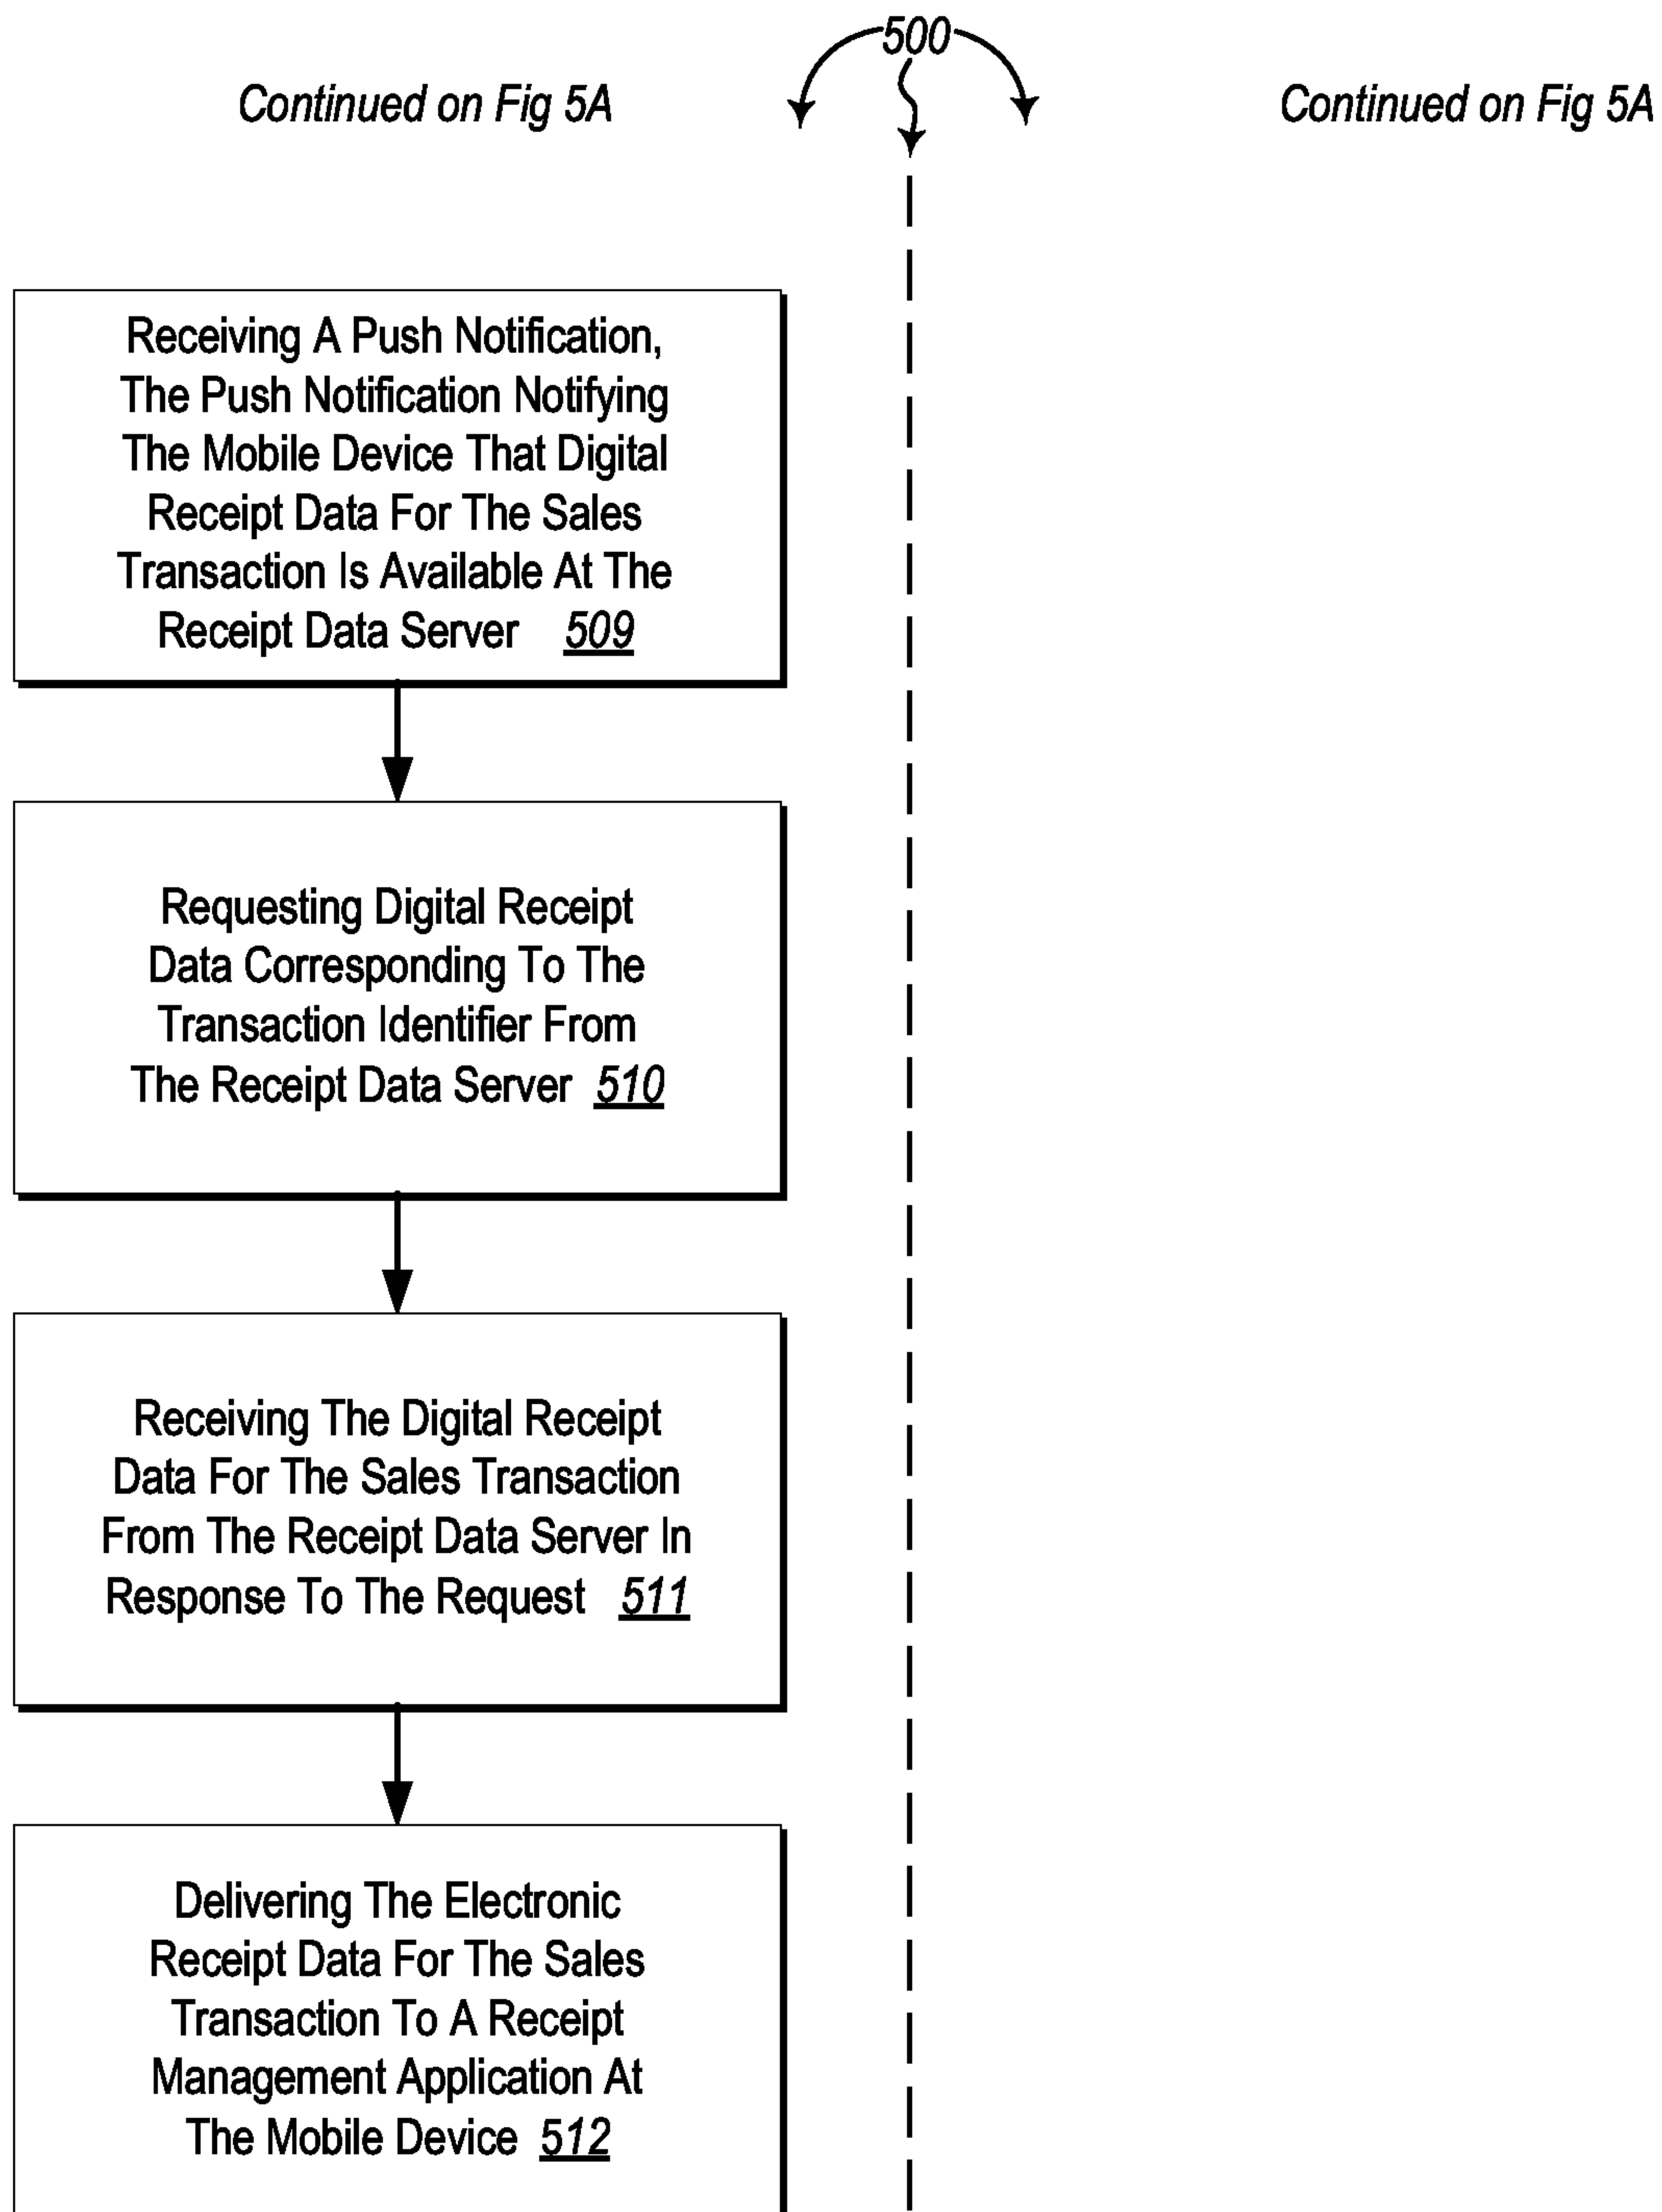 500
Continued on Fig 5A
Continued on Fig 5A
Receiving A Push Notification,
The Push Notification Notifying
The Mobile Device That Digital
Receipt Data For The Sales
Transaction Is Available At The
Receipt Data Server 509
Requesting Digital Receipt
Data Corresponding To The
Transaction Identifier From
The Receipt Data Server 510
Receiving The Digital Receipt
Data For The Sales Transaction
From The Receipt Data Server In
Response To The Request 511
Delivering The Electronic
Receipt Data For The Sales
Transaction To A Receipt
Management Application At
The Mobile Device 512